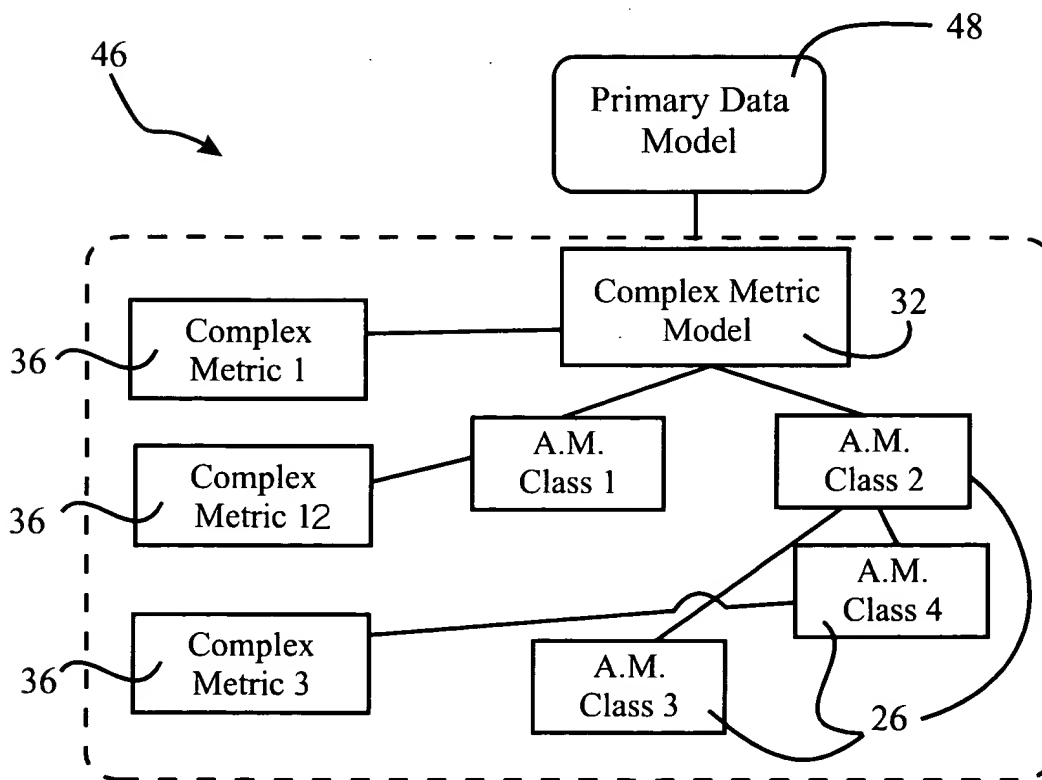 46
48
Primary Data
Model
Complex Metric
Model
32
Complex
Metric 1
36
A.M.
Class 1
A.M.
Class 2
Complex
Metric 12
36
A.M.
Class 4
Complex
Metric 3
36
A.M.
Class 3
26